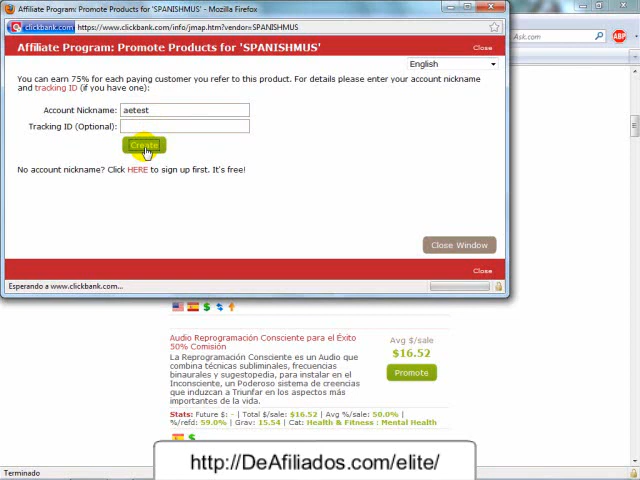 Affiliate Program: Promote Products for 'SPANISHMUS' - Mozilla Firefox
clickbank.com https://www.clickbank.com/info/jmap.htm?vendor=SPANISHMUS
Affiliate Program: Promote Products for 'SPANISHMUS'
Close
English
You can earn 75% for each paying customer you refer to this product. For details please enter your account nickname
and tracking ID (if you have one):
Account Nickname: aetest
Tracking ID (Optional):
Create
No account nickname? Click HERE to sign up first. It's free!
Close Window
Close
Esperando a www.clickbank.com...
Ask.com
ABP
Audio Reprogramación Consciente para el Éxito
50% Comisión
La Reprogramación Consciente es un Audio que
combina técnicas subliminales, frecuencias
binaurales y sugestopedia, para instalar en el
Inconsciente, un Poderoso sistema de creencias
que induzcan a Triunfar en los aspectos más
importantes de la vida.
Avg $/sale
$16.52
Promote
Stats: Future $: - | Total $/sale: $16.52 | Avg %/sale: 50.0% |
%/refd: 59.0% | Grav: 15.54 | Cat: Health & Fitness : Mental Health
$
http://DeAfiliados.com/elite/
Terminado